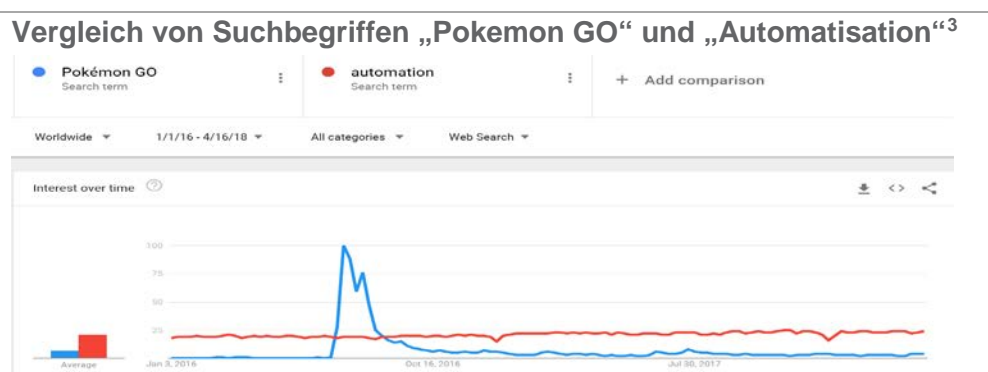 Vergleich von Suchbegriffen „Pokemon GO“ und „Automatisation“³
Pokémon GO
Search term
automation
Search term
+ Add comparison
Worldwide 1/1/16 - 4/16/18 All categories Web Search
Interest over time
100
75
50
25
Average
Jan 3, 2016 Oct 16, 2016 Jul 30, 2017